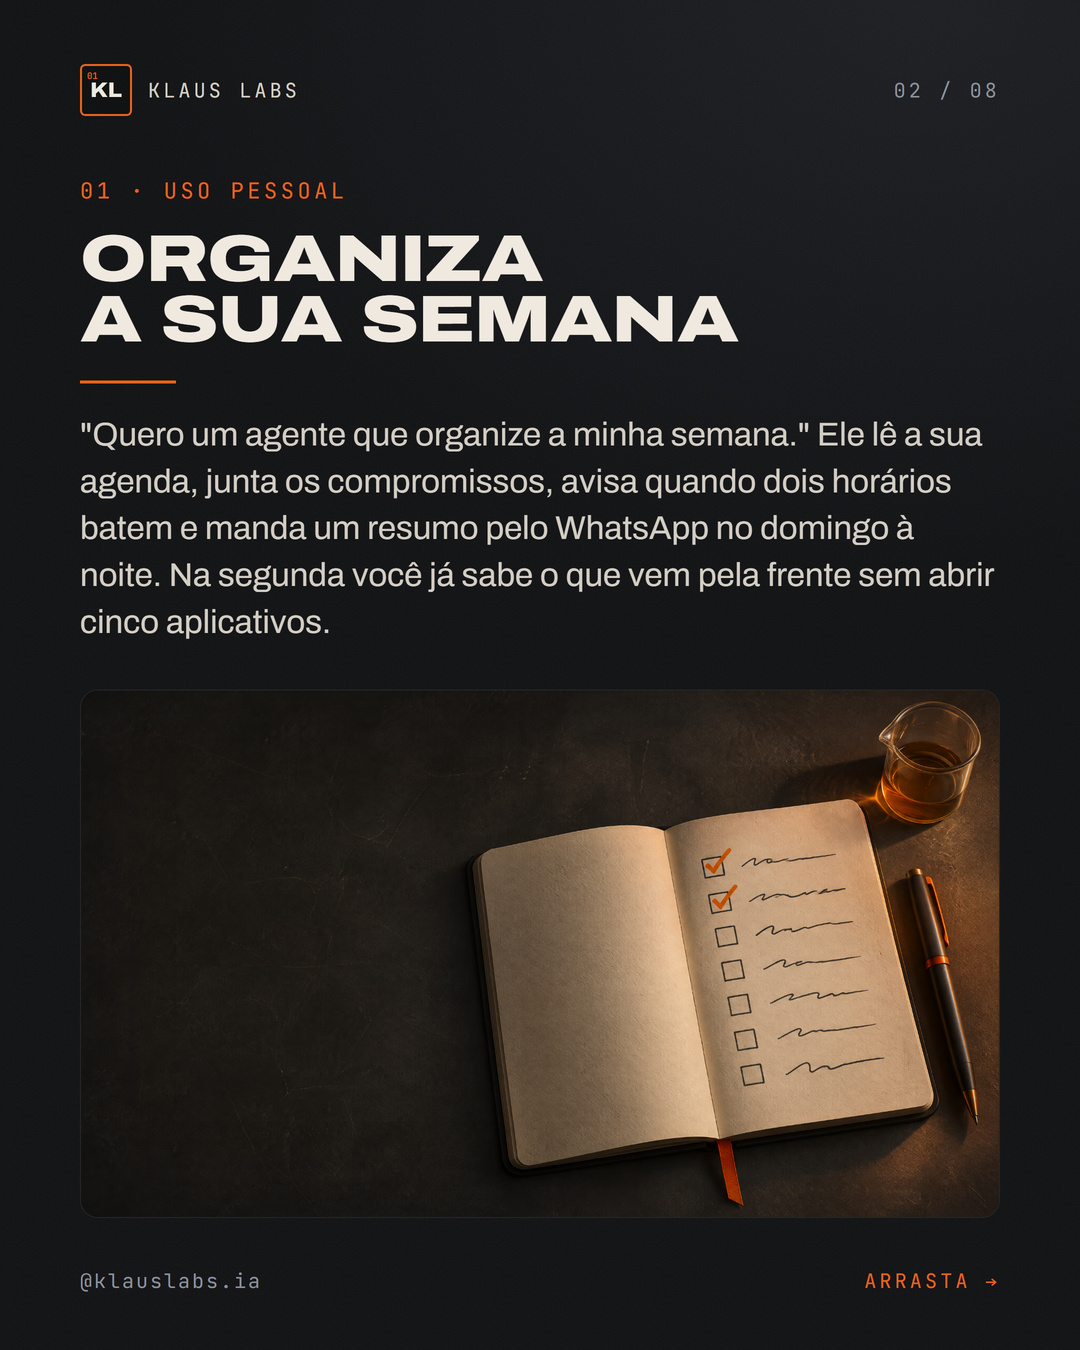 01
KL
KLAUS LABS
02 / 08
01 · USO PESSOAL
ORGANIZA
A SUA SEMANA
"Quero um agente que organize a minha semana." Ele lê a sua
agenda, junta os compromissos, avisa quando dois horários
batem e manda um resumo pelo WhatsApp no domingo à
noite. Na segunda você já sabe o que vem pela frente sem abrir
cinco aplicativos.
@klauslabs.ia
ARRASTA →